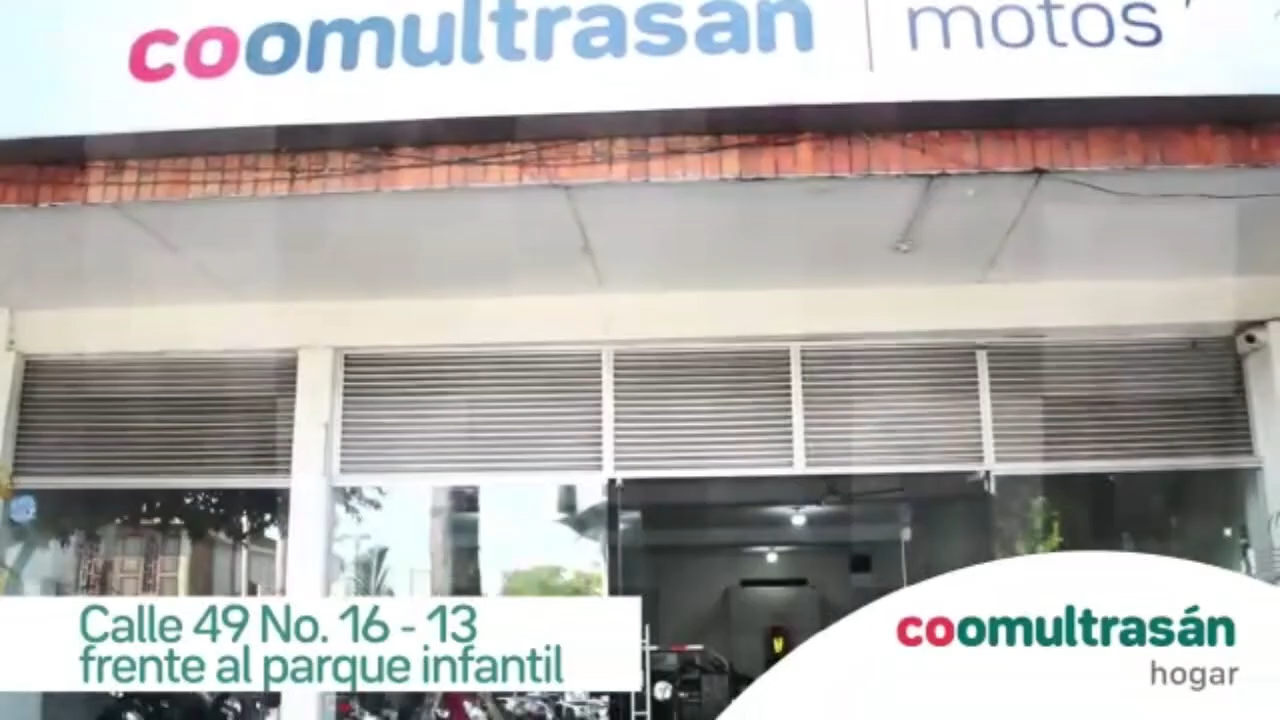 coomultrasán
motos
Calle 49 No. 16 - 13
frente al parque infantil
coomultrasán
hogar